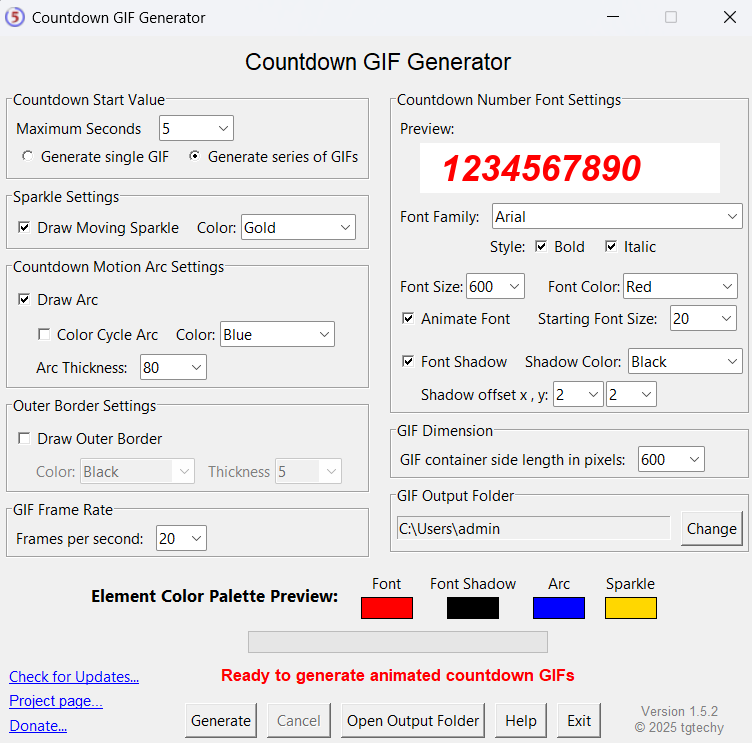 5 Countdown GIF Generator
Countdown GIF Generator
Countdown Start Value
Maximum Seconds 5
Generate single GIF Generate series of GIFs
Sparkle Settings
Draw Moving Sparkle Color: Gold
Countdown Motion Arc Settings
Draw Arc
Color Cycle Arc Color: Blue
Arc Thickness: 80
Outer Border Settings
Draw Outer Border
Color: Black Thickness 5
GIF Frame Rate
Frames per second: 20
Countdown Number Font Settings
Preview:
1234567890
Font Family: Arial
Style: Bold Italic
Font Size: 600 Font Color: Red
Animate Font Starting Font Size: 20
Font Shadow Shadow Color: Black
Shadow offset x , y: 2 2
GIF Dimension
GIF container side length in pixels: 600
GIF Output Folder
C:\Users\admin Change
Element Color Palette Preview:
Font Font Shadow Arc Sparkle
Ready to generate animated countdown GIFs
Check for Updates...
Project page...
Donate...
Generate Cancel Open Output Folder Help Exit
Version 1.5.2
© 2025 tgtechy